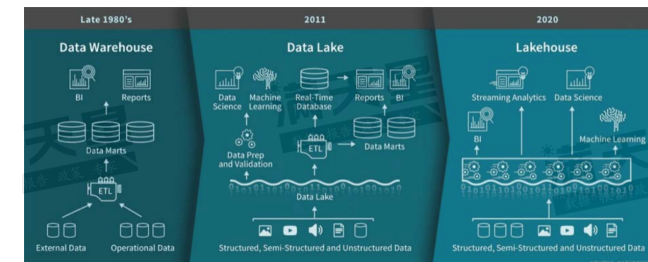 Late 1980's
Data Warehouse
BI
Reports
Data Marts
ETL
External Data
Operational Data
2011
Data Lake
Data
Science
Machine
Learning
Real-Time
Database
Reports
BI
Data Prep
and Validation
ETL
Data Marts
Data Lake
Structured, Semi-Structured and Unstructured Data
2020
Lakehouse
Streaming Analytics
Data Science
BI
Machine Learning
Structured, Semi-Structured and Unstructured Data